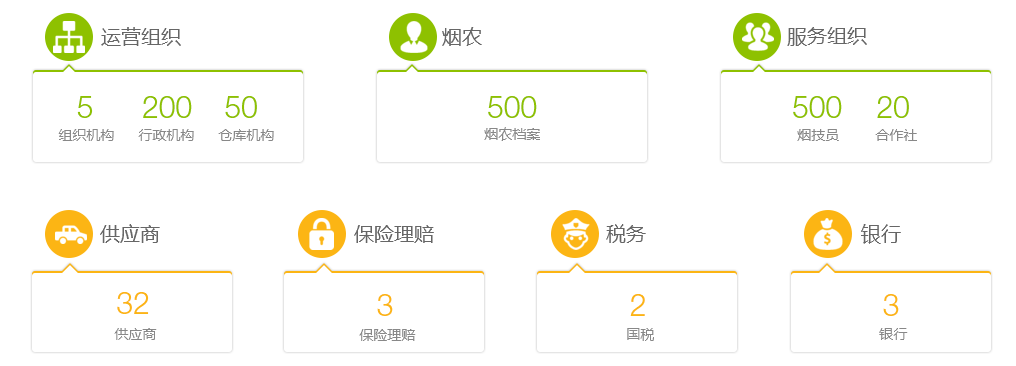 运营组织
烟农
服务组织
5 200 50
组织机构 行政机构 仓库机构
500
烟农档案
500 20
烟技员 合作社
供应商
保险理赔
税务
银行
32
供应商
3
保险理赔
2
国税
3
银行